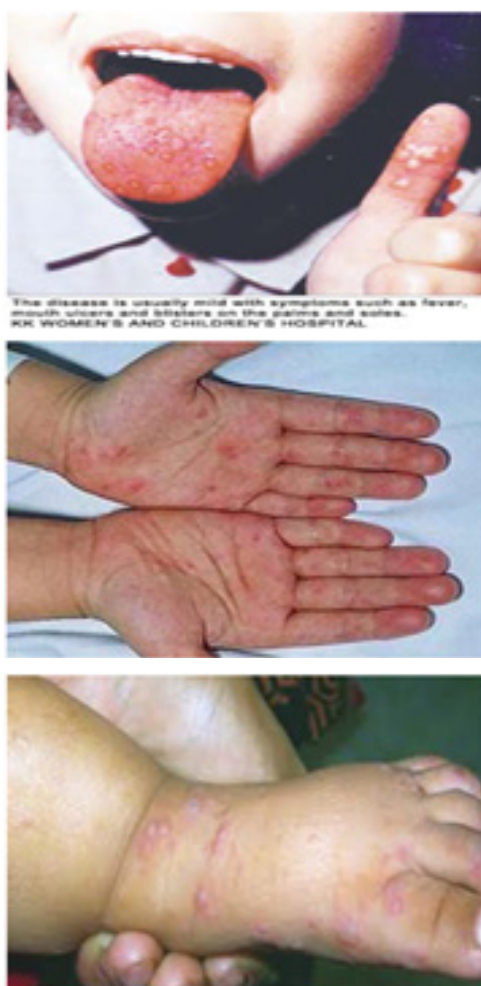 The disease is usually mild with symptoms such as fever,
mouth ulcers and blisters on the palms and soles.
KK WOMEN'S AND CHILDREN'S HOSPITAL